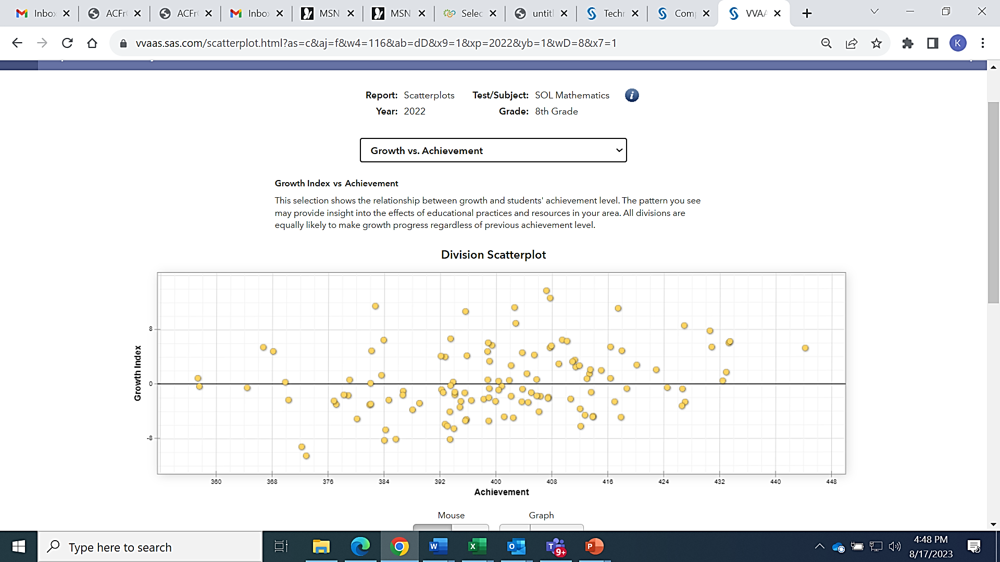 Inbox
ACFr
ACFr
Inbo
MSN
MSN
Selec
untitl
Techr
Com
VVAA
vvaas.sas.com/scatterplot.html?as=c&aj=f&w4=116&ab=dD&x9=1&xp=2022&yb=1&wD=8&x7=1
K
Report: Scatterplots Test/Subject: SOL Mathematics i
Year: 2022 Grade: 8th Grade
Growth vs. Achievement
Growth Index vs Achievement
This selection shows the relationship between growth and students' achievement level. The pattern you see
may provide insight into the effects of educational practices and resources in your area. All divisions are
equally likely to make growth progress regardless of previous achievement level.
Division Scatterplot
Growth Index
8
0
-8
360 368 376 384 392 400 408 416 424 432 440 448
Achievement
Mouse Graph
Type here to search
9+
4:48 PM
8/17/2023